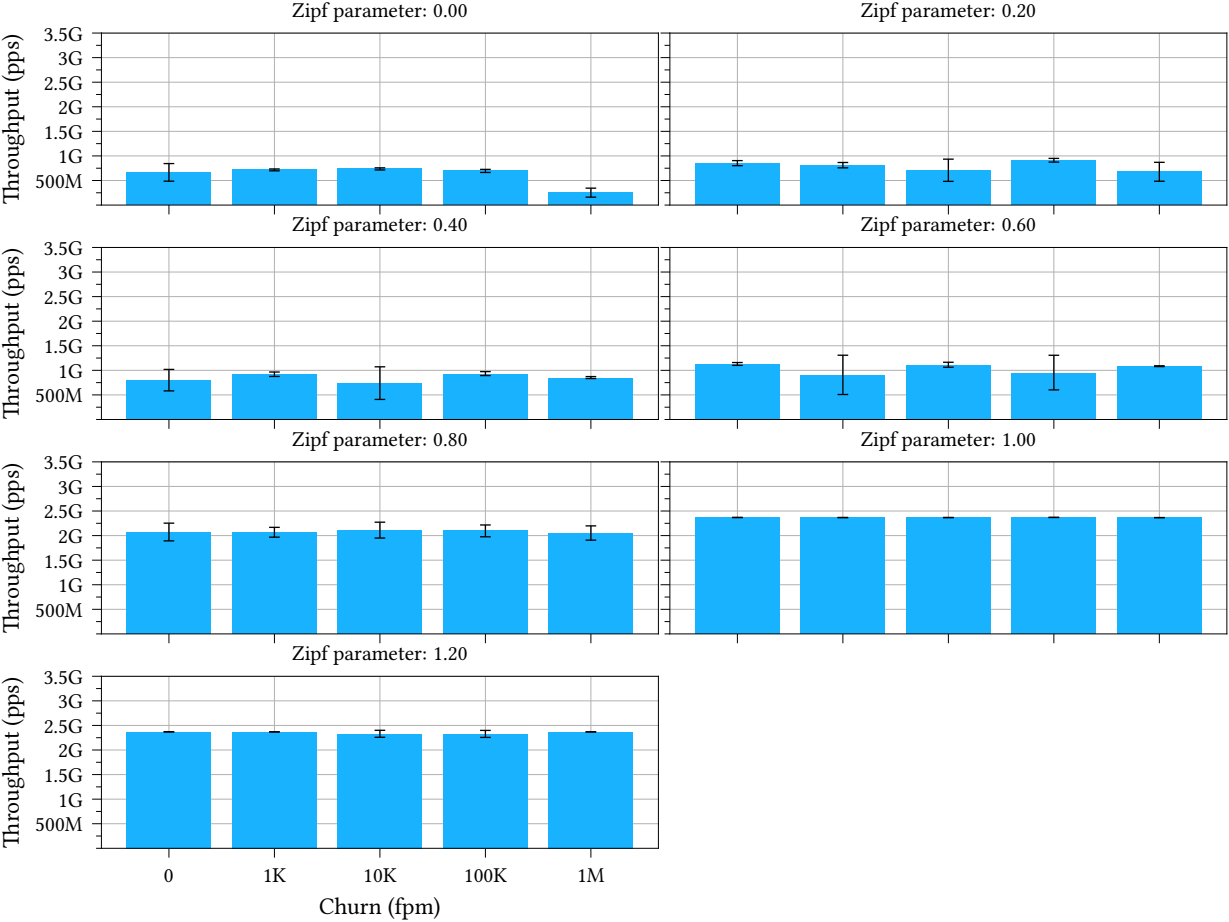 Zipf parameter: 0.00
Zipf parameter: 0.20
Throughput (pps)
3.5G
3G
2.5G
2G
1.5G
1G
500M
Zipf parameter: 0.40
Zipf parameter: 0.60
Throughput (pps)
3.5G
3G
2.5G
2G
1.5G
1G
500M
Zipf parameter: 0.80
Zipf parameter: 1.00
Throughput (pps)
3.5G
3G
2.5G
2G
1.5G
1G
500M
Zipf parameter: 1.20
Throughput (pps)
3.5G
3G
2.5G
2G
1.5G
1G
500M
0 1K 10K 100K 1M
Churn (fpm)